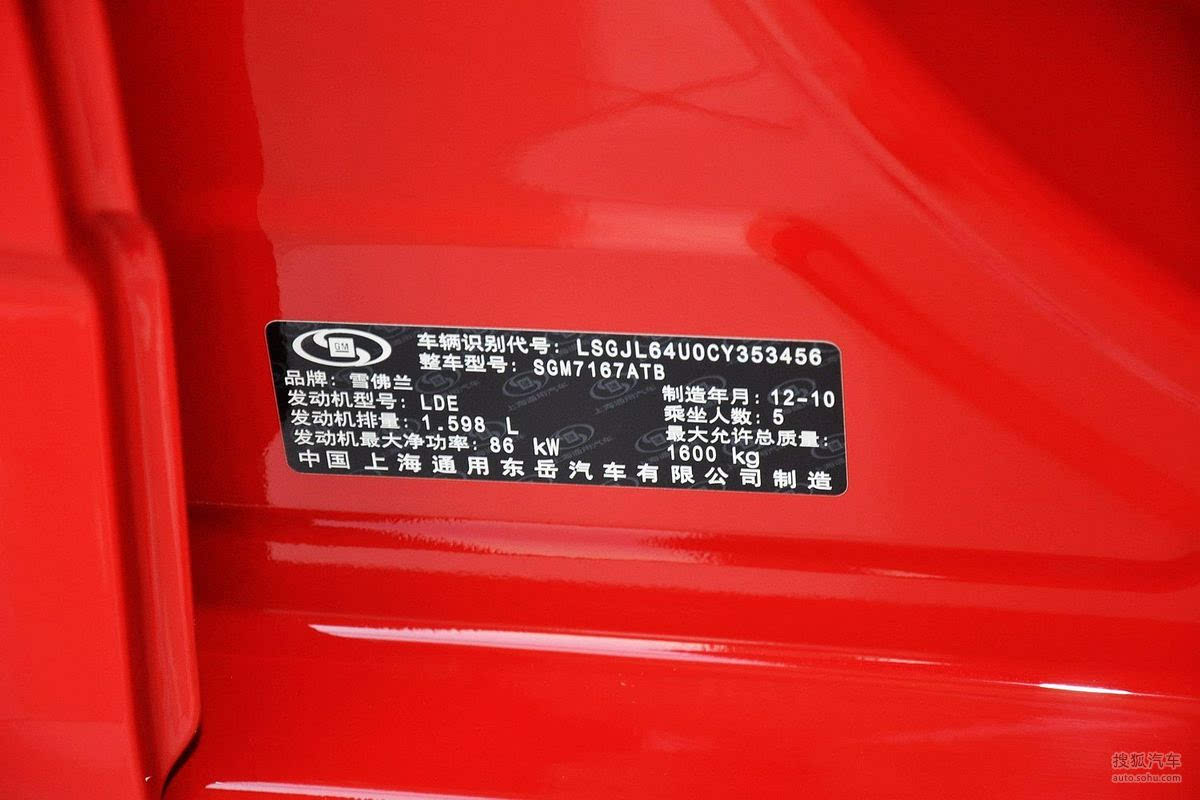 GM
车辆识别代号: LSGJL64U0CY353456
整车型号: SGM7167ATB
品牌: 雪佛兰
制造年月: 12-10
发动机型号: LDE
乘坐人数: 5
发动机排量: 1.598 L
最大允许总质量:
1600 kg
发动机最大净功率: 86 kW
中国上海通用东岳汽车有限公司制造
搜狐汽车
auto.sohu.com